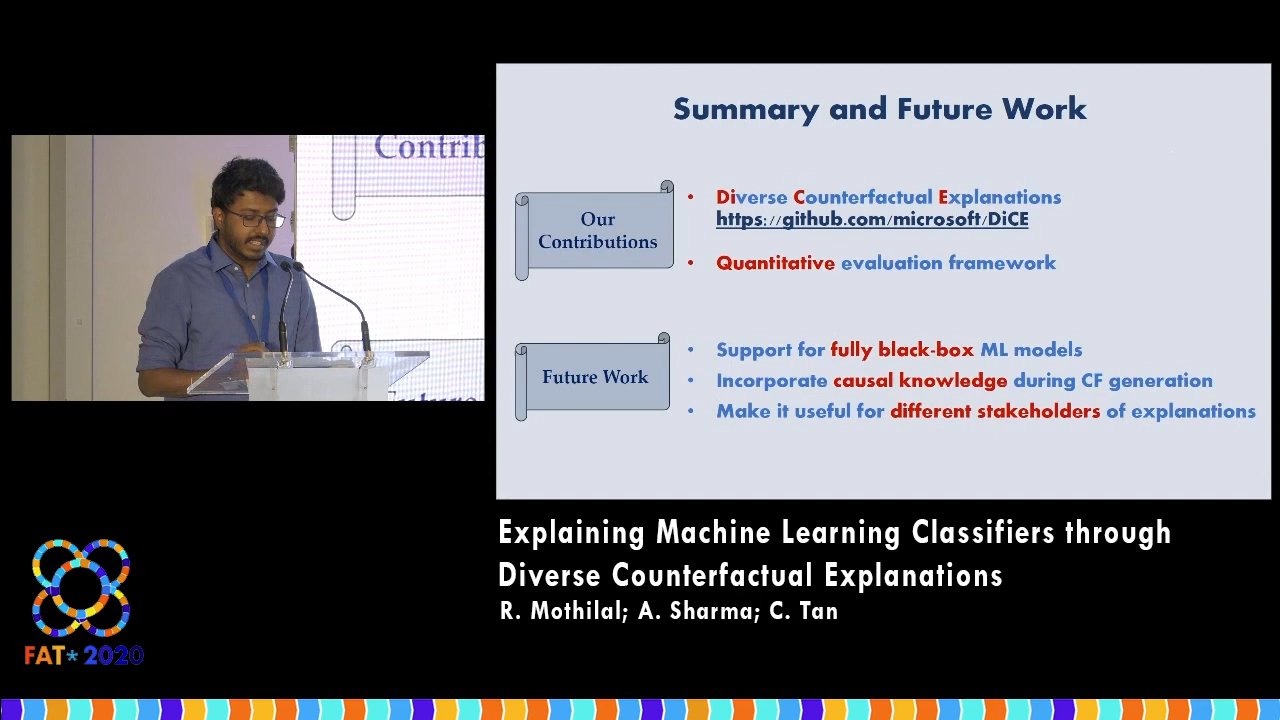 Contrib
Summary and Future Work
Our
Contributions
• Diverse Counterfactual Explanations
https://github.com/microsoft/DiCE
• Quantitative evaluation framework
Future Work
• Support for fully black-box ML models
• Incorporate causal knowledge during CF generation
• Make it useful for different stakeholders of explanations
Explaining Machine Learning Classifiers through
Diverse Counterfactual Explanations
R. Mothilal; A. Sharma; C. Tan
FAT* 2020